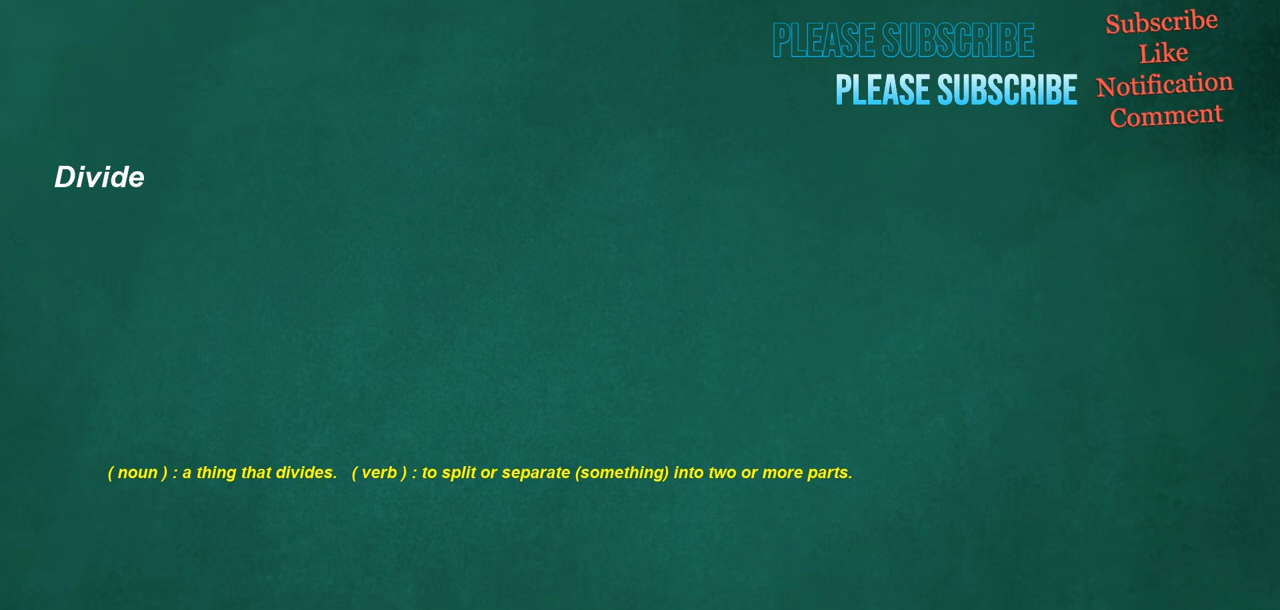 PLEASE SUBSCRIBE
PLEASE SUBSCRIBE
Subscribe
Like
Notification
Comment
Divide
( noun ) : a thing that divides.   ( verb ) : to split or separate (something) into two or more parts.